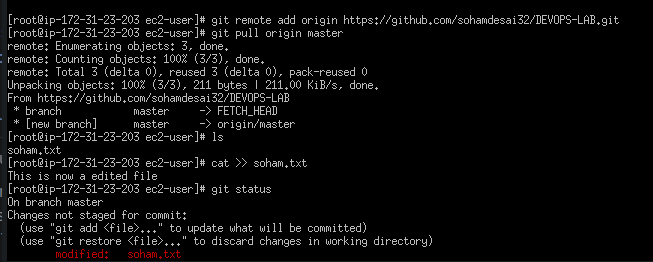 [root@ip-172-31-23-203 ec2-user]# git remote add origin https://github.com/sohamdesai32/DEVOPS-LAB.git
[root@ip-172-31-23-203 ec2-user]# git pull origin master
remote: Enumerating objects: 3, done.
remote: Counting objects: 100% (3/3), done.
remote: Total 3 (delta 0), reused 3 (delta 0), pack-reused 0
Unpacking objects: 100% (3/3), 211 bytes | 211.00 KiB/s, done.
From https://github.com/sohamdesai32/DEVOPS-LAB
 * branch            master     -> FETCH_HEAD
 * [new branch]      master     -> origin/master
[root@ip-172-31-23-203 ec2-user]# ls
soham.txt
[root@ip-172-31-23-203 ec2-user]# cat >> soham.txt
This is now a edited file
[root@ip-172-31-23-203 ec2-user]# git status
On branch master
Changes not staged for commit:
  (use "git add <file>..." to update what will be committed)
  (use "git restore <file>..." to discard changes in working directory)
        modified:   soham.txt